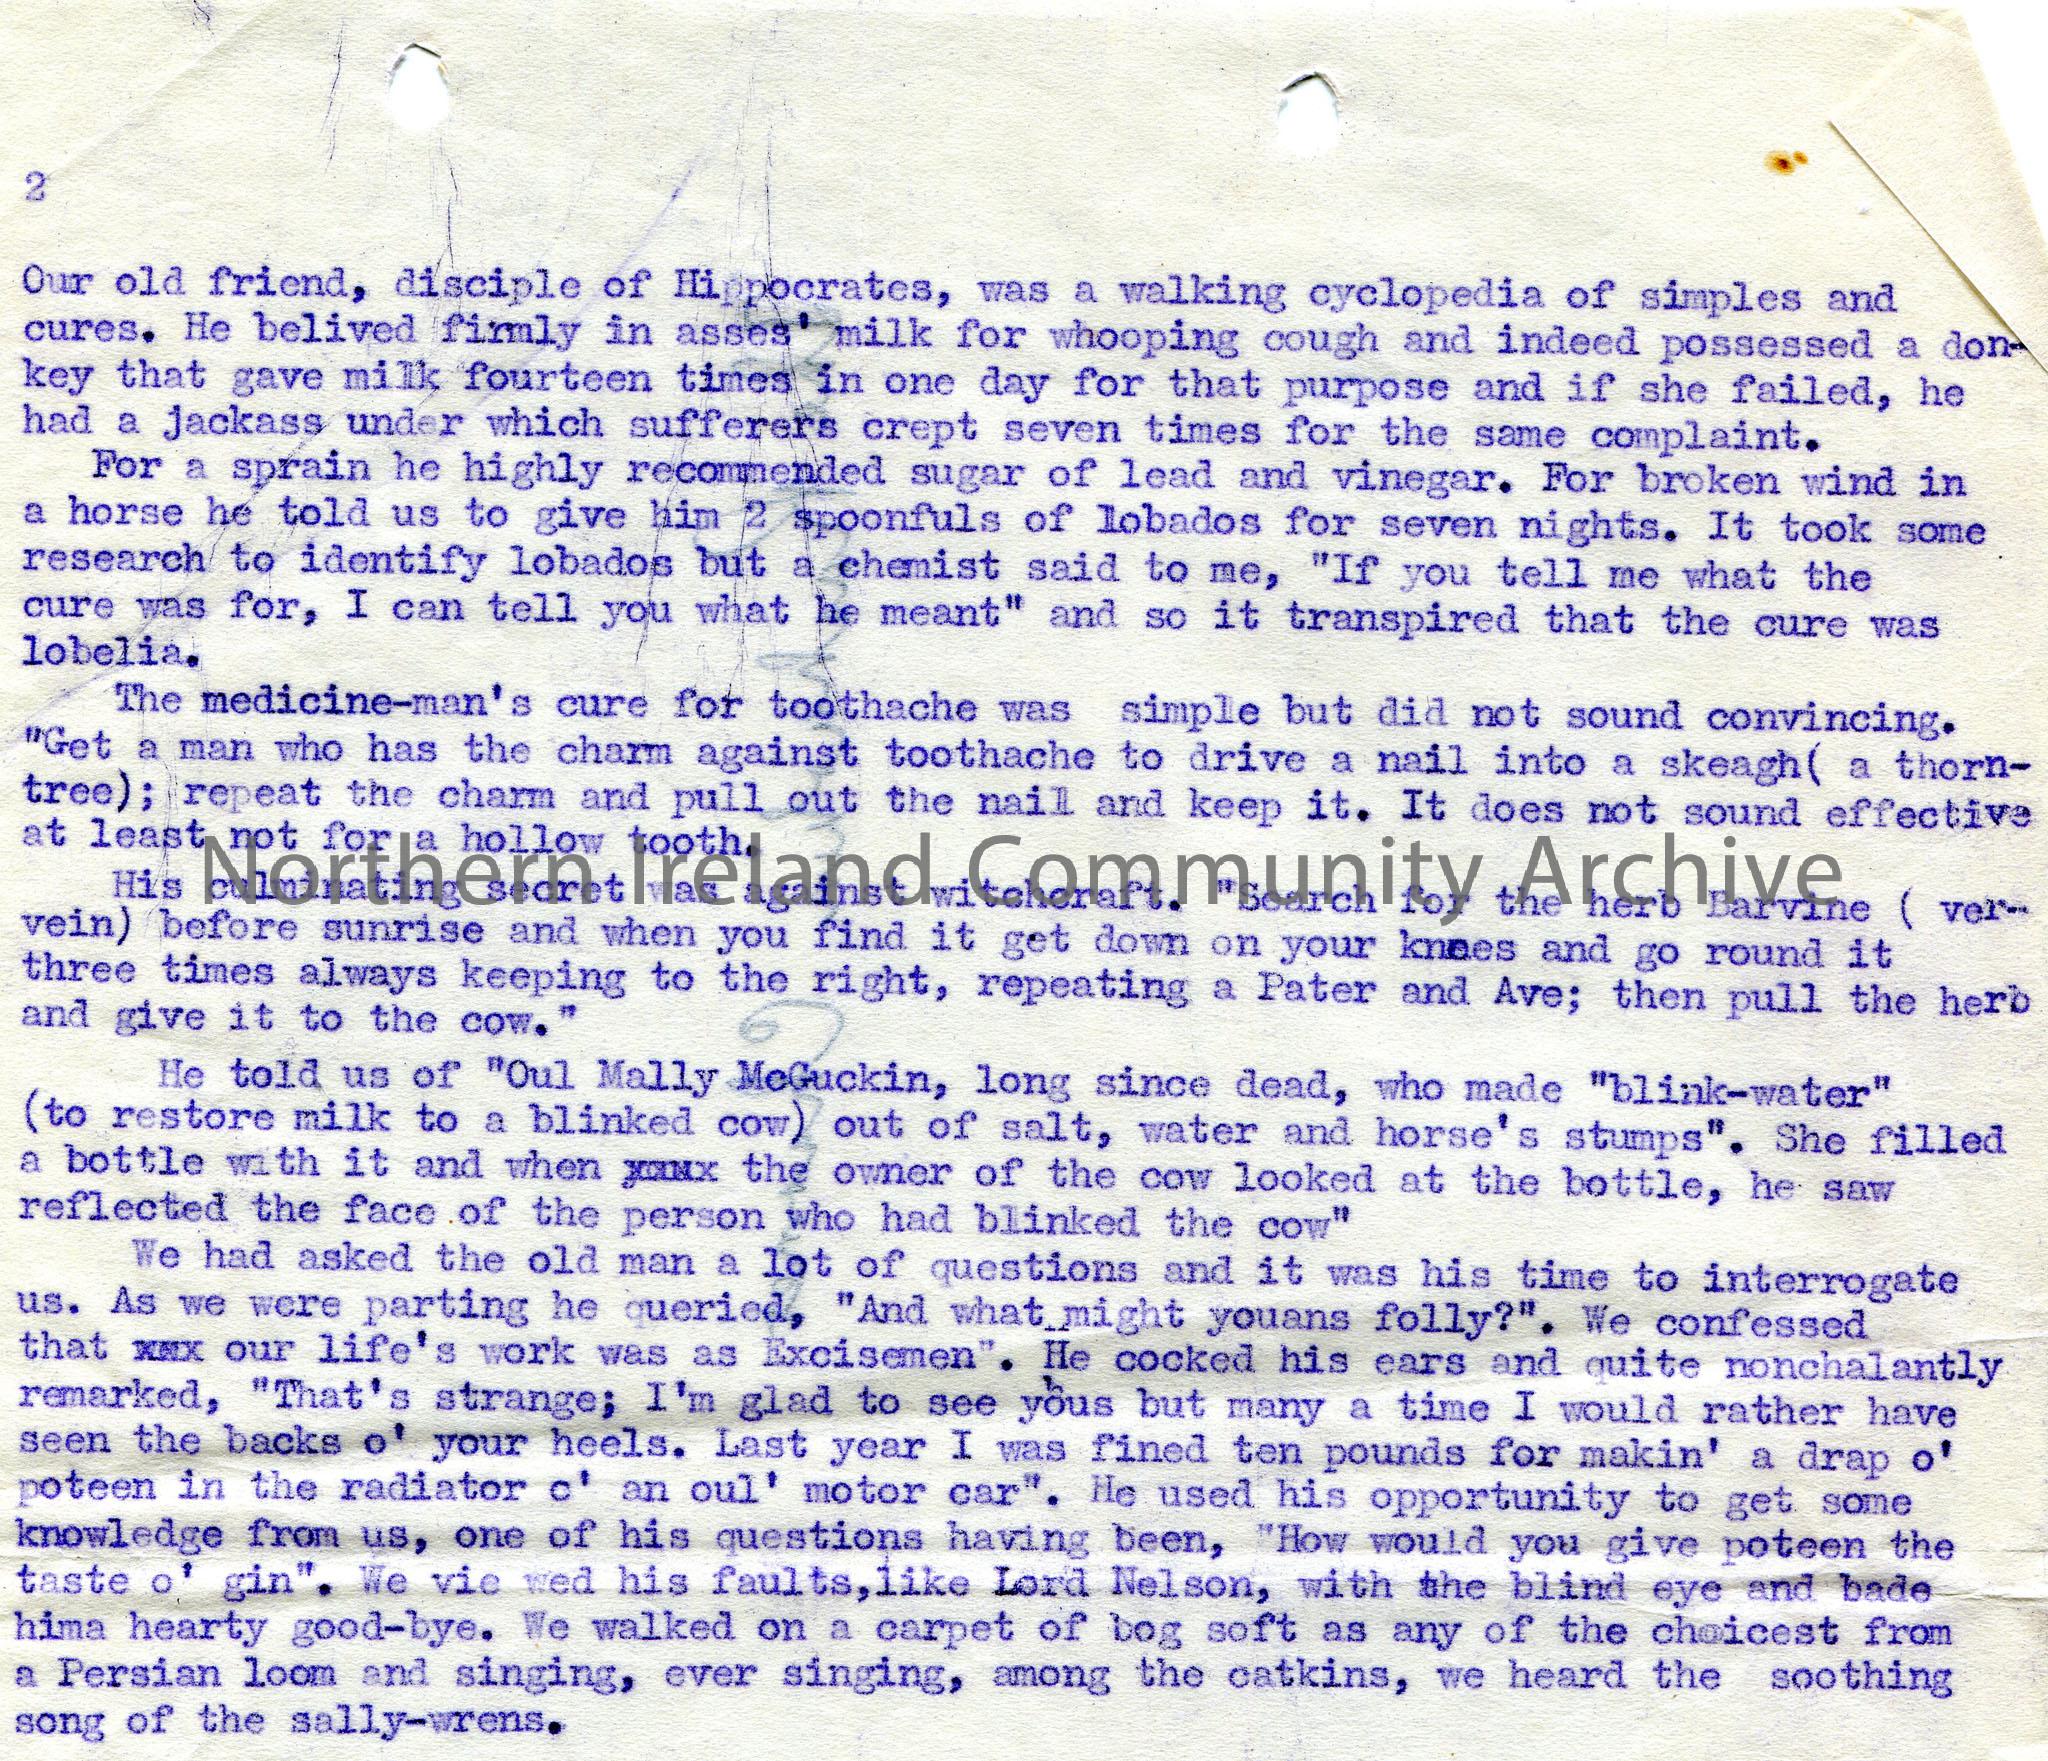 2
Our old friend, disciple of Hippocrates, was a walking cyclopedia of simples and
cures. He belived firmly in asses' milk for whooping cough and indeed possessed a don-
key that gave milk fourteen times in one day for that purpose and if she failed, he
had a jackass under which sufferers crept seven times for the same complaint.
For a sprain he highly recommended sugar of lead and vinegar. For broken wind in
a horse he told us to give him 2 spoonfuls of lobados for seven nights. It took some
research to identify lobados but a chemist said to me, "If you tell me what the
cure was for, I can tell you what he meant" and so it transpired that the cure was
lobelia.
The medicine-man's cure for toothache was simple but did not sound convincing.
"Get a man who has the charm against toothache to drive a nail into a skeagh( a thorn-
tree); repeat the charm and pull out the nail and keep it. It does not sound effective
at least not for a hollow tooth.
Northern Ireland Community Archive
His culminating secret was against witchcraft. "Search for the herb Barvine ( ver-
vein) before sunrise and when you find it get down on your knees and go round it
three times always keeping to the right, repeating a Pater and Ave; then pull the herb
and give it to the cow."
He told us of "Oul Mally McGuckin, long since dead, who made "blink-water"
(to restore milk to a blinked cow) out of salt, water and horse's stumps". She filled
a bottle with it and when the owner of the cow looked at the bottle, he saw
reflected the face of the person who had blinked the cow"
We had asked the old man a lot of questions and it was his time to interrogate
us. As we were parting he queried, "And what might youans folly?". We confessed
that xxx our life's work was as Excisemen". He cocked his ears and quite nonchalantly
remarked, "That's strange; I'm glad to see yous but many a time I would rather have
seen the backs o' your heels. Last year I was fined ten pounds for makin' a drap o'
poteen in the radiator o' an oul' motor car". He used his opportunity to get some
knowledge from us, one of his questions having been, "How would you give poteen the
taste o' gin". We vie wed his faults,like Lord Nelson, with the blind eye and bade
hima hearty good-bye. We walked on a carpet of bog soft as any of the choicest from
a Persian loom and singing, ever singing, among the catkins, we heard the soothing
song of the sally-wrens.